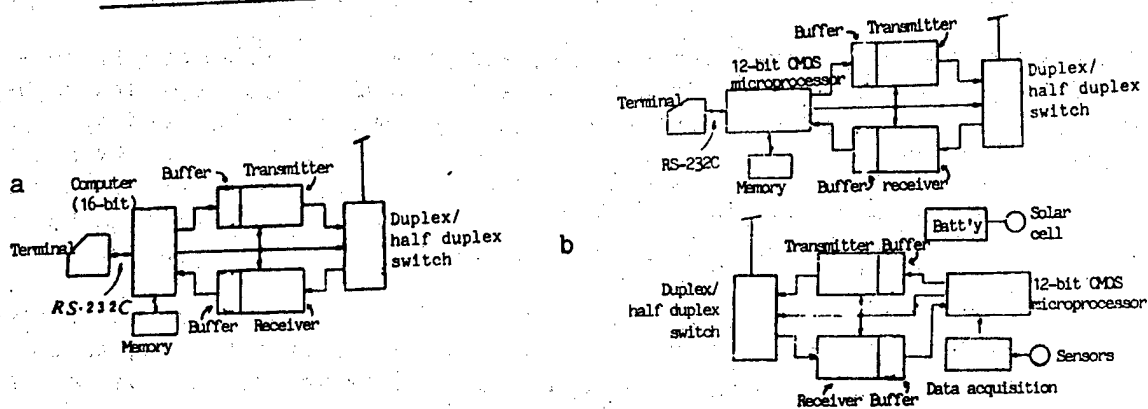 a
Computer
(16-bit)
Terminal
RS-232C
Memory
Buffer Transmitter
Buffer Receiver
Duplex/
half duplex
switch
b
Buffer Transmitter
12-bit CMOS
microprocessor
Terminal
RS-232C
Memory
Buffer receiver
Duplex/
half duplex
switch
Batt'y
Solar
cell
Transmitter Buffer
Duplex/
half duplex
switch
12-bit CMOS
microprocessor
Sensors
Data acquisition
Receiver Buffer